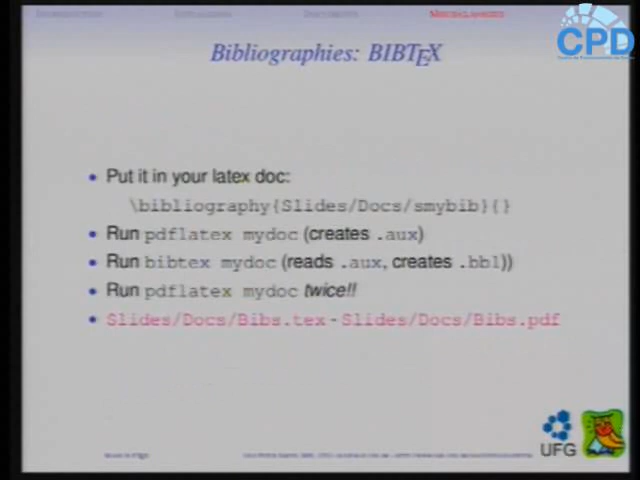 Miscellaneous
CPD
Bibliographies: BIBTEX
• Put it in your latex doc:
\bibliography{Slides/Docs/smybib}{}
• Run pdflatex mydoc (creates .aux)
• Run bibtex mydoc (reads .aux, creates .bbl))
• Run pdflatex mydoc twice!!
• Slides/Docs/Bibs.tex - Slides/Docs/Bibs.pdf
UFG